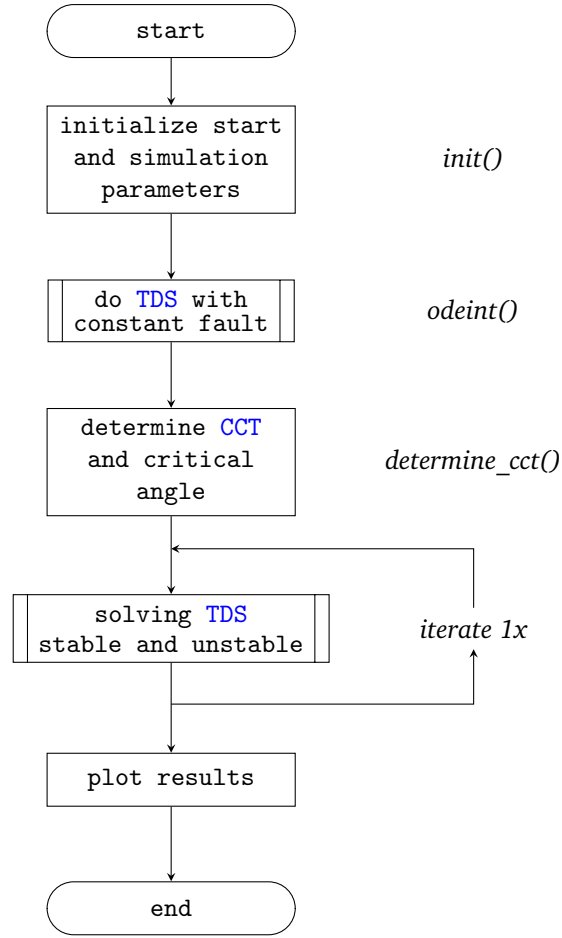 start
initialize start
and simulation
parameters
init()
do TDS with
constant fault
odeint()
determine CCT
and critical
angle
determine_cct()
solving TDS
stable and unstable
iterate 1x
plot results
end